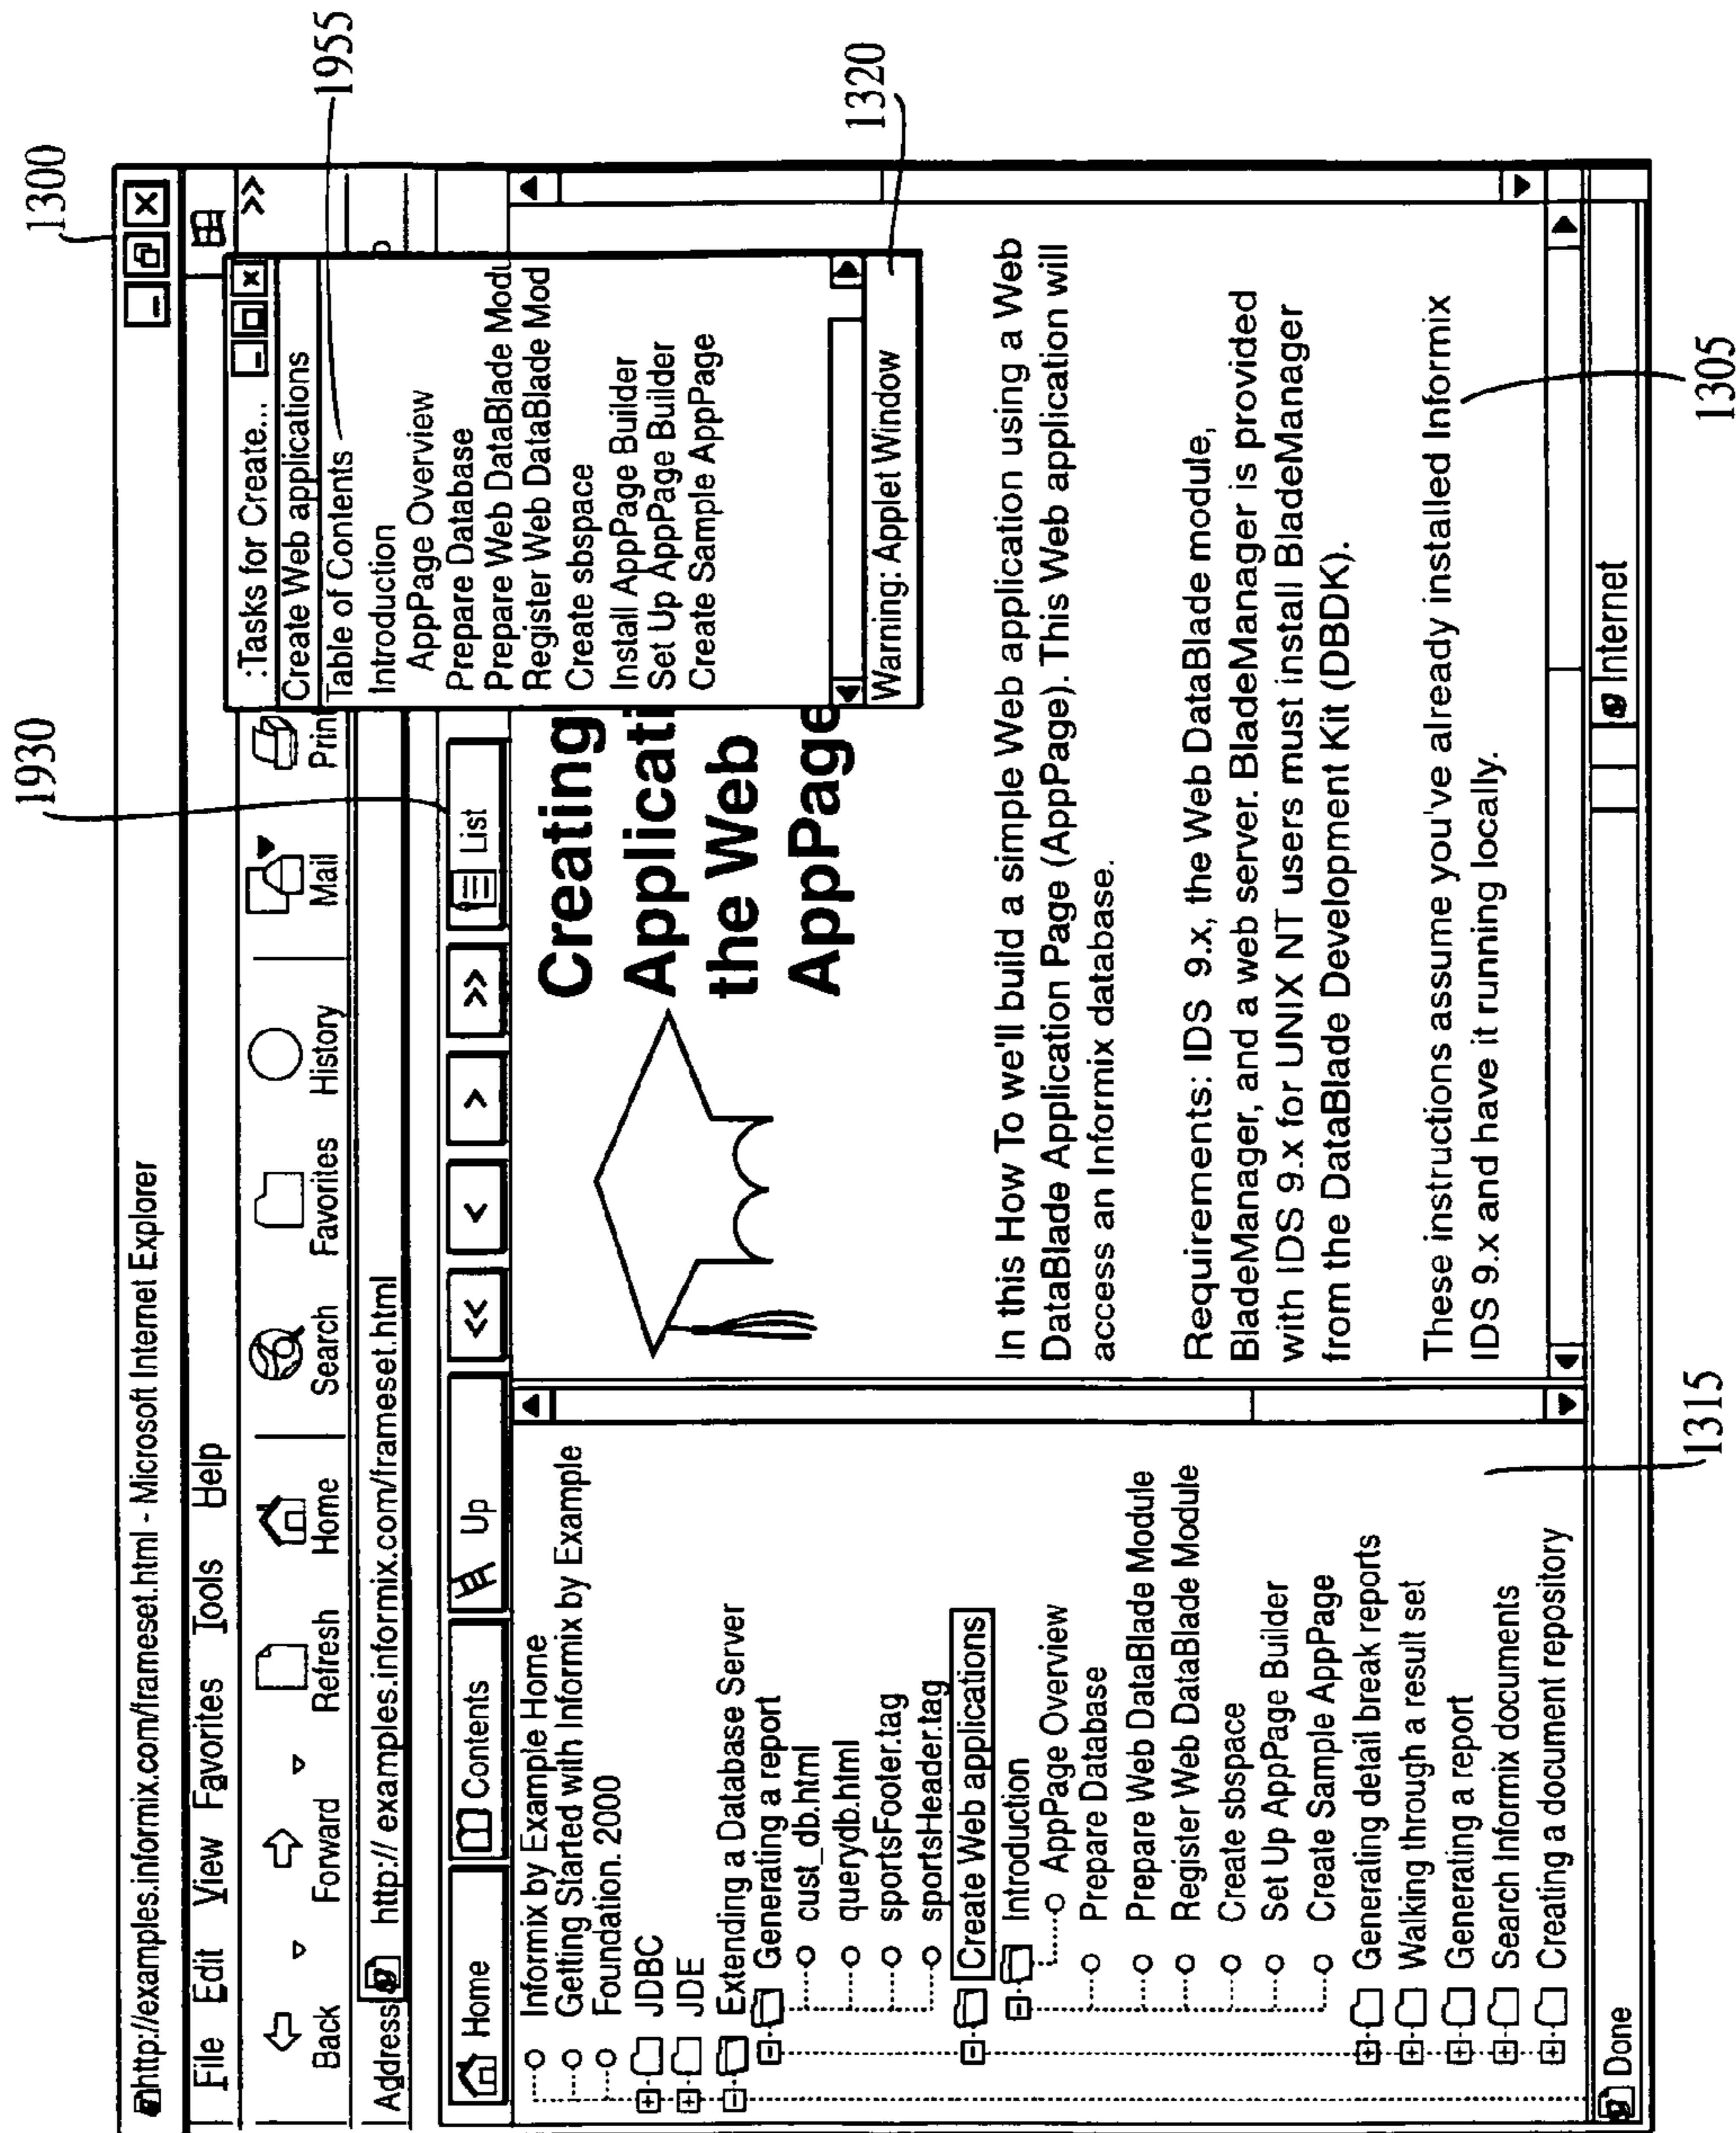 1300
http://examples.informix.com/frameset.html - Microsoft Internet Explorer
File Edit View Favorites Tools Help
Back Forward Refresh Home Search Favorites History Mail Print >>
Address http:// examples.informix.com/frameset.html
1930
Home Contents Up << < > >> List
Informix by Example Home
Getting Started with Informix by Example
Foundation. 2000
JDBC
JDE
Extending a Database Server
Generating a report
cust_db.html
querydb.html
sportsFooter.tag
sportsHeader.tag
Create Web applications
Introduction
AppPage Overview
Prepare Database
Prepare Web DataBlade Module
Register Web DataBlade Module
Create sbspace
Set Up AppPage Builder
Create Sample AppPage
Generating detail break reports
Walking through a result set
Generating a report
Search Informix documents
Creating a document repository
1315
Creating
Applicati
the Web
AppPage
In this How To we'll build a simple Web application using a Web
DataBlade Application Page (AppPage). This Web application will
access an Informix database.
Requirements: IDS 9.x, the Web DataBlade module,
BladeManager, and a web server. BladeManager is provided
with IDS 9.x for UNIX NT users must install BladeManager
from the DataBlade Development Kit (DBDK).
These instructions assume you've already installed Informix
IDS 9.x and have it running locally.
1305
:Tasks for Create...
Create Web applications
Table of Contents
1955
Introduction
AppPage Overview
Prepare Database
Prepare Web DataBlade Modu
Register Web DataBlade Mod
Create sbspace
Install AppPage Builder
Set Up AppPage Builder
Create Sample AppPage
Warning: Applet Window
1320
Done
Internet